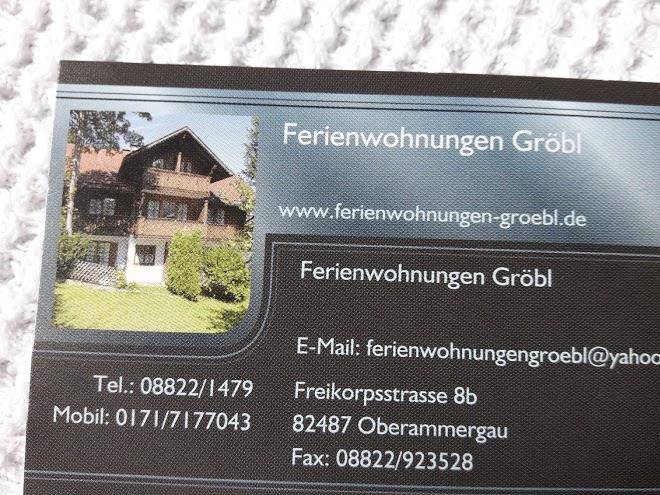 Ferienwohnungen Gröbl
www.ferienwohnungen-groebl.de
Ferienwohnungen Gröbl
E-Mail: ferienwohnungengroebl@yahoo
Tel.: 08822/1479
Mobil: 0171/7177043
Freikorpsstrasse 8b
82487 Oberammergau
Fax: 08822/923528